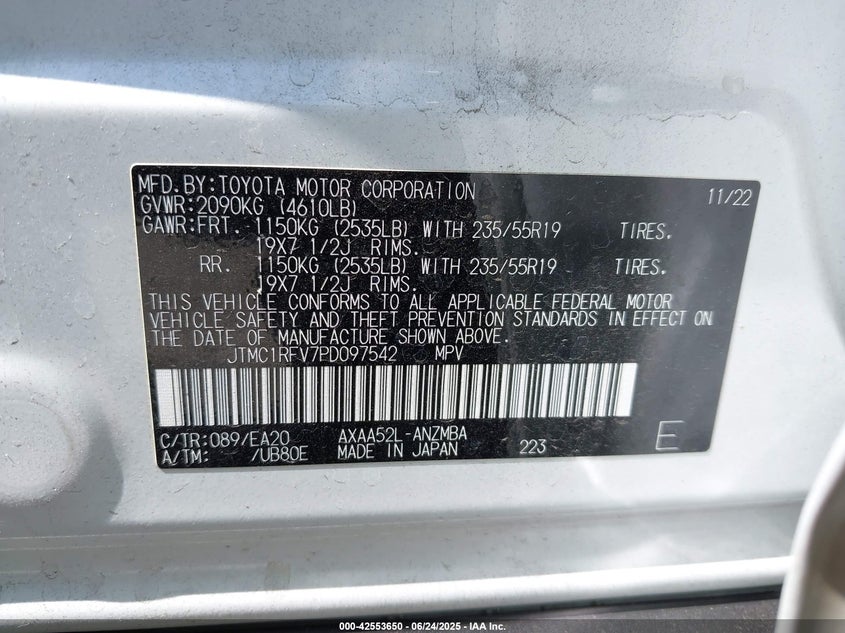 MFD.BY:TOYOTA MOTOR CORPORATION 11/22
GVWR:2090KG (4610LB)
GAWR:FRT. 1150KG (2535LB) WITH 235/55R19 TIRES.
19X7 1/2J RIMS.
RR. 1150KG (2535LB) WITH 235/55R19 TIRES.
19X7 1/2J RIMS.
THIS VEHICLE CONFORMS TO ALL APPLICABLE FEDERAL MOTOR
VEHICLE SAFETY AND THEFT PREVENTION STANDARDS IN EFFECT ON
THE DATE OF MANUFACTURE SHOWN ABOVE.
JTMC1RFV7PD097542 MPV
C/TR:089/EA20 AXAA52L-ANZMBA
A/TM: /UB80E MADE IN JAPAN 223 E
000-42553650 - 06/24/2025 - IAA Inc.